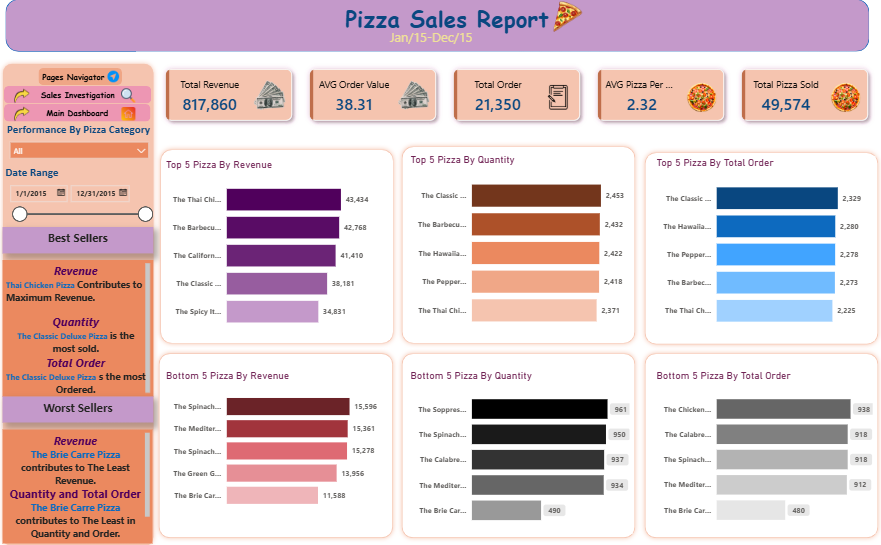 Pizza Sales Report
Jan/15-Dec/15
Pages Navigator
Sales Investigation
Main Dashboard
Performance By Pizza Category
All
Date Range
1/1/2015
12/31/2015
Best Sellers
Revenue
Thai Chicken Pizza Contributes to
Maximum Revenue.
Quantity
The Classic Deluxe Pizza is the
most sold.
Total Order
The Classic Deluxe Pizza s the most
Ordered.
Worst Sellers
Revenue
The Brie Carre Pizza
contributes to The Least
Revenue.
Quantity and Total Order
The Brie Carre Pizza
contributes to The Least in
Quantity and Order.
Total Revenue
817,860
AVG Order Value
38.31
Total Order
21,350
AVG Pizza Per ...
2.32
Total Pizza Sold
49,574
Top 5 Pizza By Revenue
The Thai Chi... 43,434
The Barbecu... 42,768
The Californ... 41,410
The Classic ... 38,181
The Spicy It... 34,831
Top 5 Pizza By Quantity
The Classic ... 2,453
The Barbecu... 2,432
The Hawaiia... 2,422
The Pepper... 2,418
The Thai Chi... 2,371
Top 5 Pizza By Total Order
The Classic ... 2,329
The Hawaiia... 2,280
The Pepper... 2,278
The Barbec... 2,273
The Thai Ch... 2,225
Bottom 5 Pizza By Revenue
The Spinach... 15,596
The Mediter... 15,361
The Spinach... 15,278
The Green G... 13,956
The Brie Car... 11,588
Bottom 5 Pizza By Quantity
The Soppres... 961
The Spinach... 950
The Calabre... 937
The Mediter... 934
The Brie Car... 490
Bottom 5 Pizza By Total Order
The Chicken... 938
The Calabre... 918
The Spinach... 918
The Mediter... 912
The Brie Car... 480